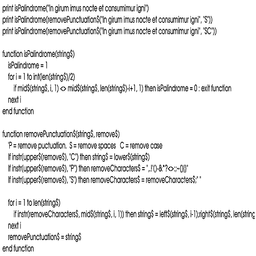 print isPalindrome("In girum imus nocte et consumimur igni")
print isPalindrome(removePunctuation$("In girum imus nocte et consumimur igni", "S"))
print isPalindrome(removePunctuation$("In girum imus nocte et consumimur igni", "SC"))
function isPalindrome(string$)
isPalindrome = 1
for i = 1 to int(len(string$)/2)
if mid$(string$, i, 1) <> mid$(string$, len(string$)-i+1, 1) then isPalindrome = 0 : exit function
next i
end function
function removePunctuation$(string$, remove$)
'P = remove puctuation. S = remove spaces C = remove case
If instr(upper$(remove$), "C") then string$ = lower$(string$)
If instr(upper$(remove$), "P") then removeCharacters$ = ",.!'()-&*?<>:;~[]{}"
If instr(upper$(remove$), "S") then removeCharacters$ = removeCharacters$;" "
for i = 1 to len(string$)
if instr(removeCharacters$, mid$(string$, i, 1)) then string$ = left$(string$, i-1);right$(string$, len(string
next i
removePunctuation$ = string$
end function